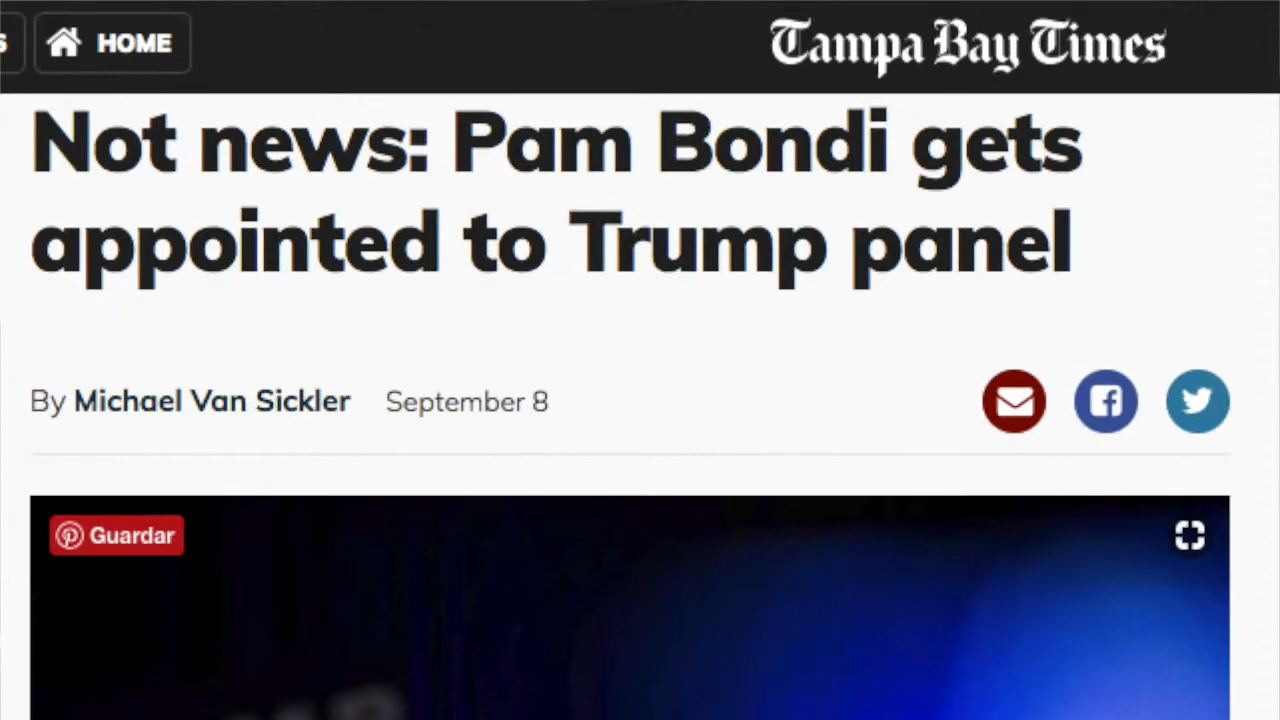 S
HOME
Tampa Bay Times
Not news: Pam Bondi gets
appointed to Trump panel
By Michael Van Sickler September 8
Guardar